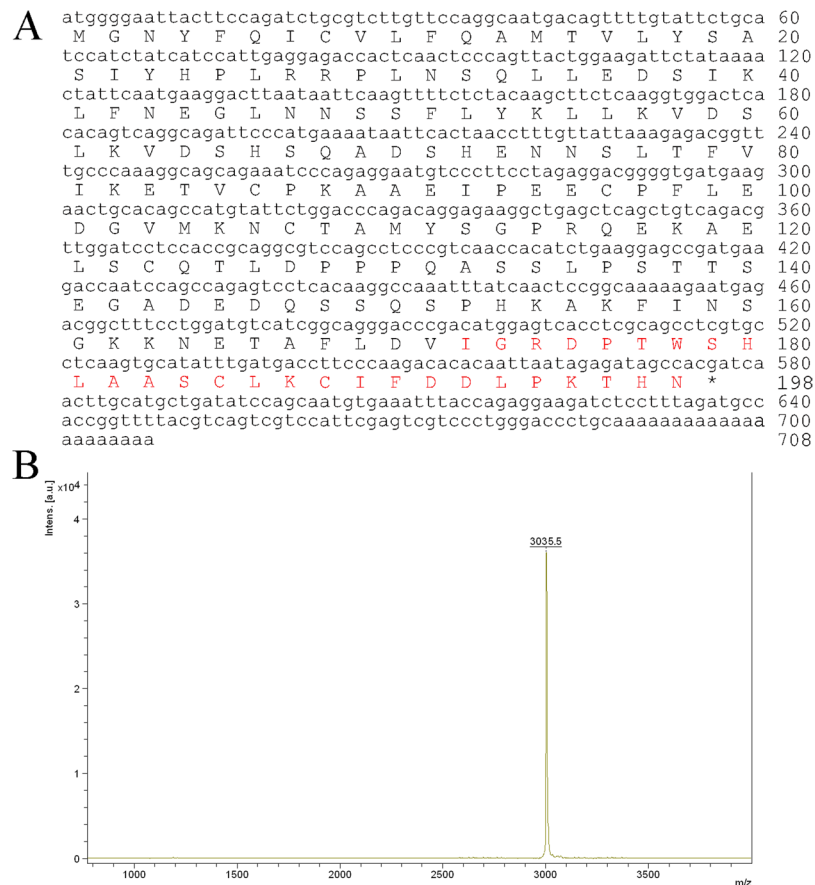 A
atggggaattacttccagatctgcgtcttgttccaggcaatgacagttttgtattctgca 60
M G N Y F Q I C V L F Q A M T V L Y S A 20
tccatctatcatccattgaggagaccactcaactcccagttactggaagattctataaaa 120
S I Y H P L R R P L N S Q L L E D S I K 40
ctattcaatgaaggacttaataattcaagttttctctacaagcttctcaaggtggactca 180
L F N E G L N N S S F L Y K L L K V D S 60
cacagtcaggcagattcccatgaaaataattcactaacctttgttattaaagagacggtt 240
L K V D S H S Q A D S H E N N S L T F V 80
tgcccaaaggcagcagaaatcccagaggaatgtcccttcctagaggacggggtgatgaag 300
I K E T V C P K A A E I P E E C P F L E 100
aactgcacagccatgtattctggacccagacaggagaaggctgagctcagctgtcagacg 360
D G V M K N C T A M Y S G P R Q E K A E 120
ttggatcctccaccgcaggcgtccagcctcccgtcaaccacatctgaaggagccgatgaa 420
L S C Q T L D P P P Q A S S L P S T T S 140
gaccaatccagccagagtcctcacaaggccaaatttatcaactccggcaaaaagaatgag 460
E G A D E D Q S S Q S P H K A K F I N S 160
acggctttcctggatgtcatcggcagggacccgacatggagtcacctcgcagcctcgtgc 520
G K K N E T A F L D V I G R D P T W S H 180
ctcaagtgcatatttgatgaccttcccaagacacacaattaatagagatagccacgatca 580
L A A S C L K C I F D D L P K T H N * 198
acttgcatgctgatatccagcaatgtgaaatttaccagaggaagatctcctttagatgcc 640
accggttttacgtcagtcgtccattcgagtcgtccctgggaccctgcaaaaaaaaaaaaa 700
aaaaaaaa 708
B
Intens. [a.u.]
x10⁴
4
3
2
1
0
3035.5
1000 1500 2000 2500 3000 3500
m/z